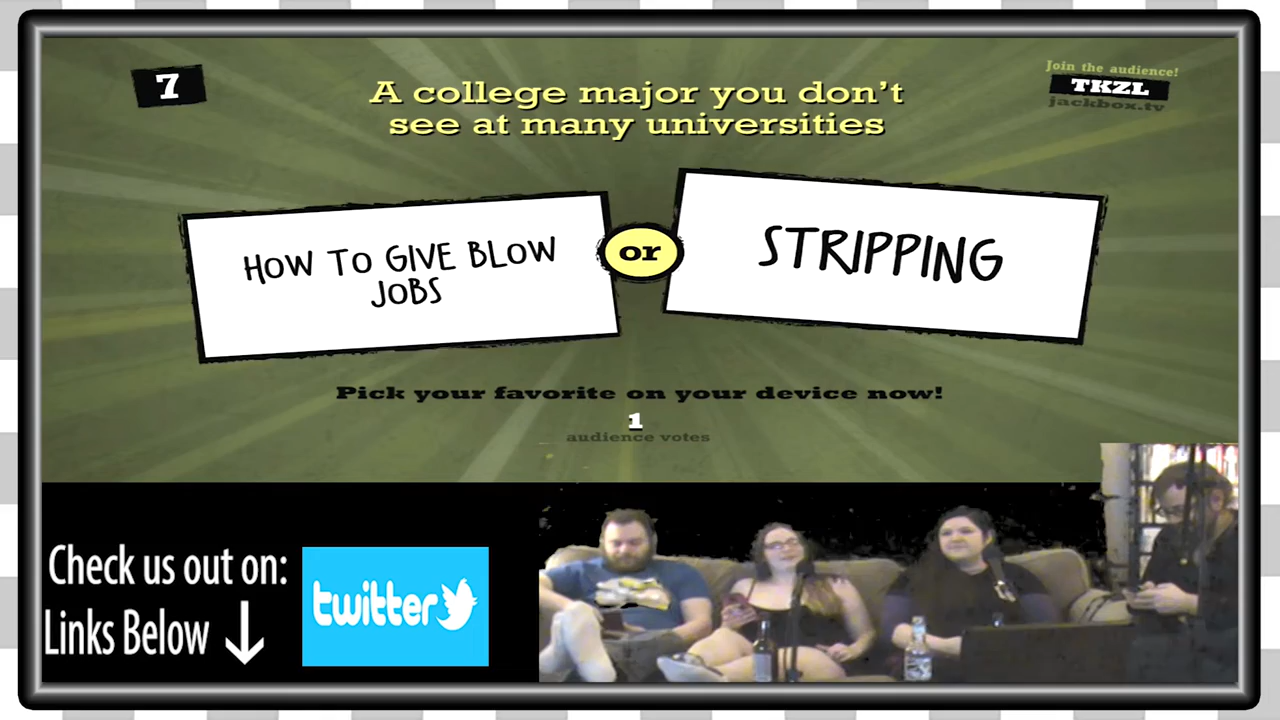 7
A college major you don't
see at many universities
Join the audience!
TKZL
jackbox.tv
HOW TO GIVE BLOW
JOBS
or
STRIPPING
Pick your favorite on your device now!
1
audience votes
Check us out on:
Links Below
twitter